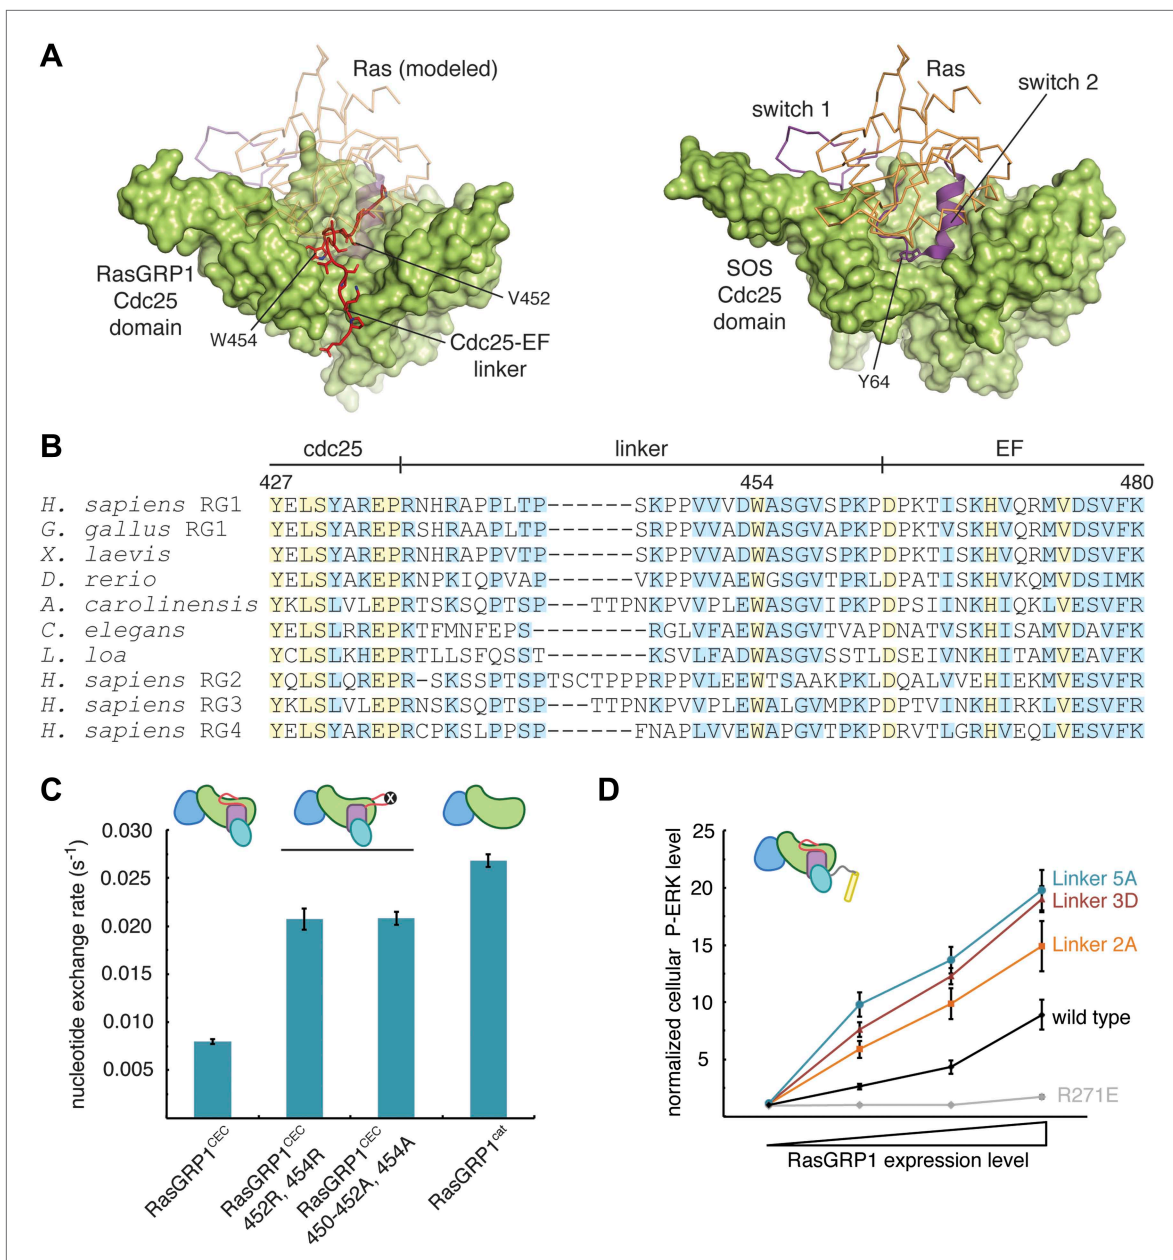 A
Ras (modeled)
RasGRP1
Cdc25
domain
W454
V452
Cdc25-EF
linker
Ras
switch 1
switch 2
SOS
Cdc25
domain
Y64
B
cdc25 linker EF
427 454 480
H. sapiens RG1 YELSYAREPRNHRAPPLTP------SKPPVVVDWASGVSPKPDPKTISKHVQRMVDSVFK
G. gallus RG1 YELSYAREPRSHRAAPLTP------SRPPVVADWASGVAPKPDPKTISKHVQRMVDSVFK
X. laevis YELSYAREPRNHRAPPVTP------SKPPVVADWASGVTPKPDPKTISKHVQRMVDSVFK
D. rerio YELSYAKEPKNPKIQPVAP------VKPPVVAEWGSGVTPRLDPATISKHVKQMVDSIMK
A. carolinensis YKLSLVLEPRTSKSQPTSP---TTPNKPVVPLEWASGVIPKPDPSIINKHIQKLVESVFR
C. elegans YELSLRREPKTFMNFEPS--------RGLVFAEWASGVTVAPDNATVSKHISAMVDAVFK
L. loa YCLSLKHEPRTLLSFQSST-------KSVLFADWASGVSSTLDSEIVNKHITAMVEAVFK
H. sapiens RG2 YQLSLQREPR-SKSSPTSPTSCTPPPRPPVLEEWTSAAKPKLDQALVVEHIEKMVESVFR
H. sapiens RG3 YKLSLVLEPRNSKSQPTSP---TTPNKPVVPLEWALGVMPKPDPTVINKHIRKLVESVFR
H. sapiens RG4 YELSYAREPRCPKSLPPSP------FNAPLVVEWAPGVTPKPDRVTLGRHVEQLVESVFK
C
nucleotide exchange rate (s⁻¹)
0.030
0.025
0.020
0.015
0.010
0.005
X
RasGRP1ᶜᴱᶜ
RasGRP1ᶜᴱᶜ
452R, 454R
RasGRP1ᶜᴱᶜ
450-452A, 454A
RasGRP1ᶜᵃᵗ
D
normalized cellular P-ERK level
25
20
15
10
5
Linker 5A
Linker 3D
Linker 2A
wild type
R271E
RasGRP1 expression level